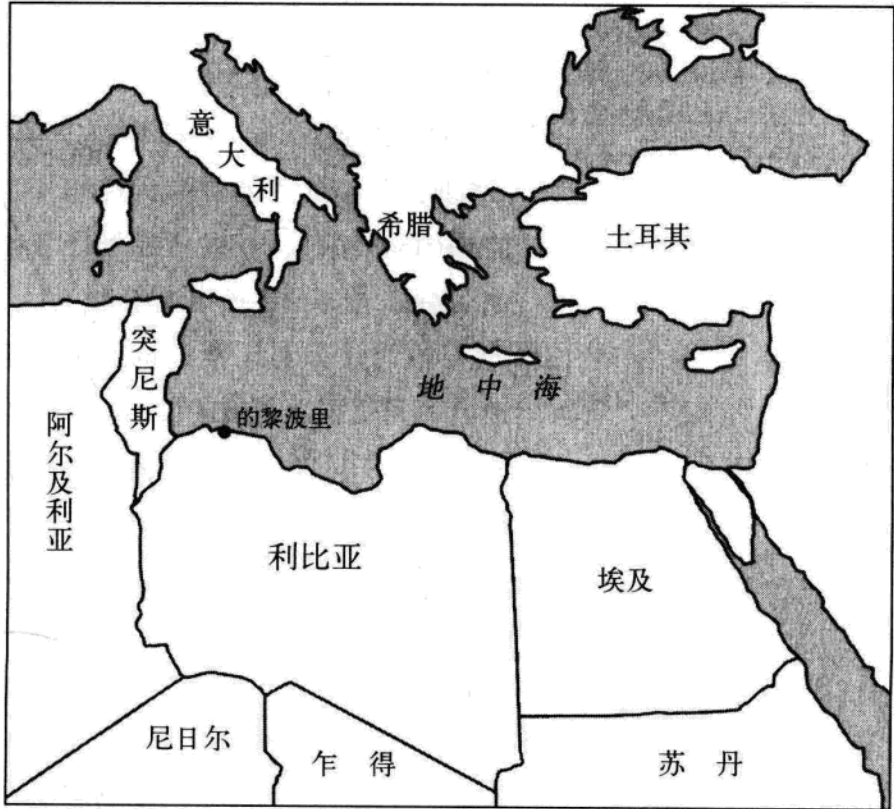 意大利
希腊
土耳其
突尼斯
地中海
的黎波里
阿尔及利亚
利比亚
埃及
尼日尔
乍得
苏丹